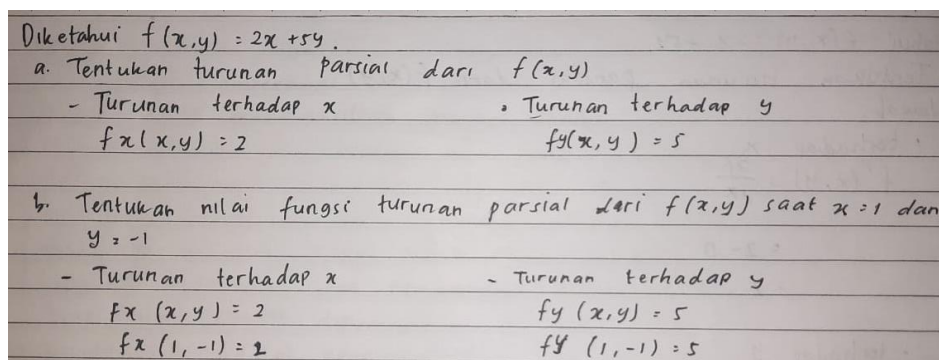 Diketahui f(x,y) = 2x + 5y.
a. Tentukan turunan parsial dari f(x,y)
- Turunan terhadap x • Turunan terhadap y
fx(x,y) = 2 fy(x,y) = 5
b. Tentukan nilai fungsi turunan parsial dari f(x,y) saat x = 1 dan
y = -1
- Turunan terhadap x - Turunan terhadap y
fx (x,y) = 2 fy (x,y) = 5
fx (1,-1) = 2 fy (1,-1) = 5